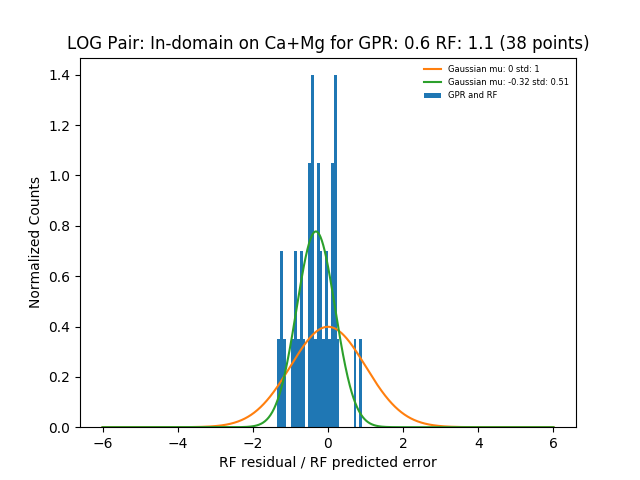 LOG Pair: In-domain on Ca+Mg for GPR: 0.6 RF: 1.1 (38 points)
Gaussian mu: 0 std: 1
Gaussian mu: -0.32 std: 0.51
GPR and RF
Normalized Counts
1.4
1.2
1.0
0.8
0.6
0.4
0.2
0.0
−6 −4 −2 0 2 4 6
RF residual / RF predicted error